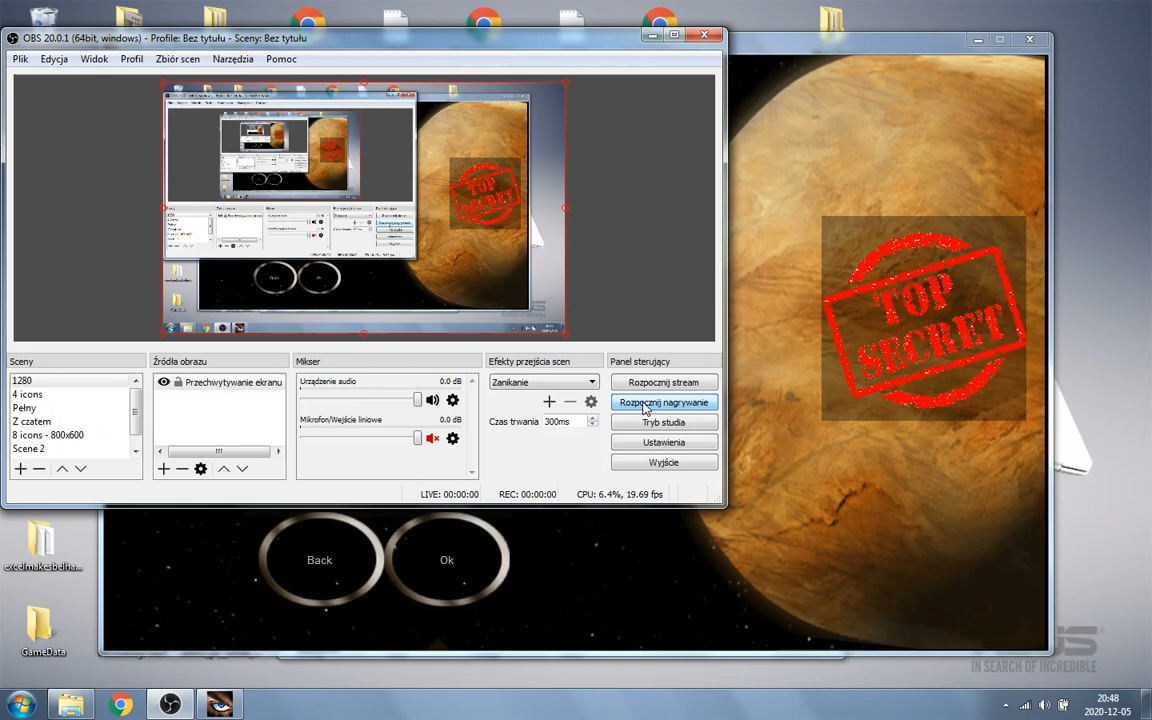 OBS 20.0.1 (64bit, windows) - Profile: Bez tytułu - Sceny: Bez tytułu
Plik Edycja Widok Profil Zbiór scen Narzędzia Pomoc
TOP
SECRET
TOP
SECRET
Sceny
1280
4 icons
Pełny
Z czatem
8 icons - 800x600
Scene 2
Źródła obrazu
Przechwytywanie ekranu
Mikser
Urządzenie audio 0.0 dB
Mikrofon/Wejście liniowe 0.0 dB
Efekty przejścia scen
Zanikanie
Czas trwania 300ms
Panel sterujący
Rozpocznij stream
Rozpocznij nagrywanie
Tryb studia
Ustawienia
Wyjście
LIVE: 00:00:00 REC: 00:00:00 CPU: 6.4%, 19.69 fps
Back Ok
excelmakesbelha...
GameData
IN SEARCH OF INCREDIBLE
20:48
2020-12-05